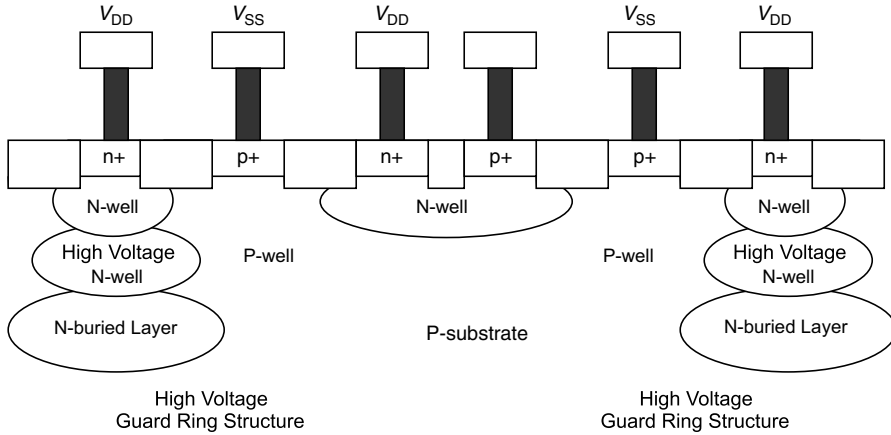 VDD VSS VDD VSS VDD
n+ p+ n+ p+ p+ n+
N-well N-well N-well
High Voltage High Voltage
N-well P-well P-well N-well
N-buried Layer P-substrate N-buried Layer
High Voltage High Voltage
Guard Ring Structure Guard Ring Structure